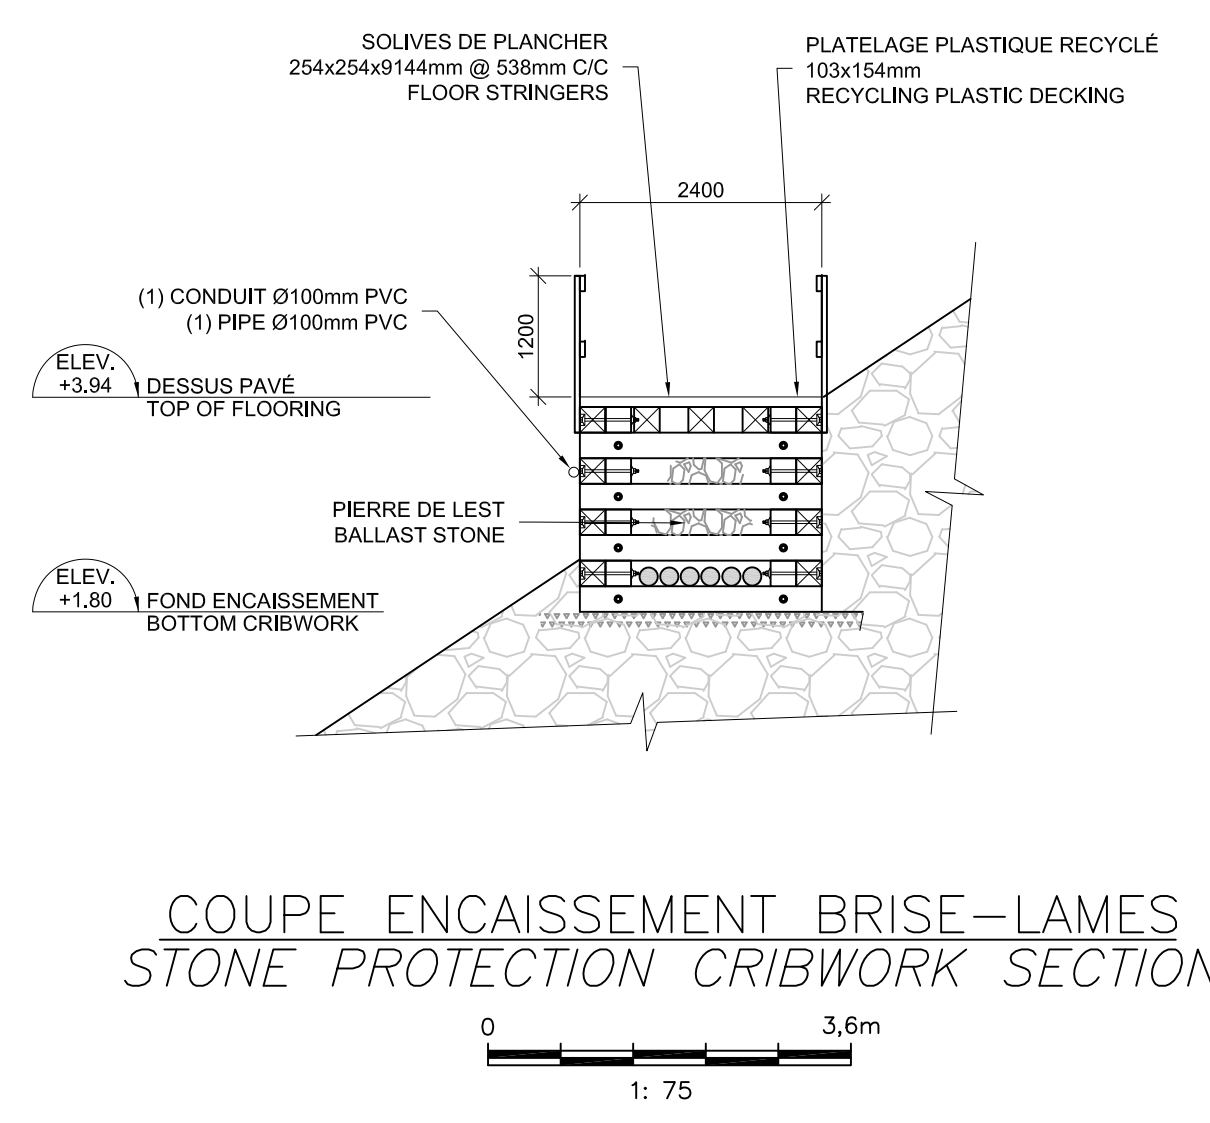 SOLIVES DE PLANCHER
254x254x9144mm @ 538mm C/C
FLOOR STRINGERS
PLATELAGE PLASTIQUE RECYCLÉ
103x154mm
RECYCLING PLASTIC DECKING
2400
1200
(1) CONDUIT Ø100mm PVC
(1) PIPE Ø100mm PVC
ELEV.
+3.94
DESSUS PAVÉ
TOP OF FLOORING
PIERRE DE LEST
BALLAST STONE
ELEV.
+1.80
FOND ENCAISSEMENT
BOTTOM CRIBWORK
COUPE ENCAISSEMENT BRISE-LAMES
STONE PROTECTION CRIBWORK SECTION
0 3,6m
1: 75